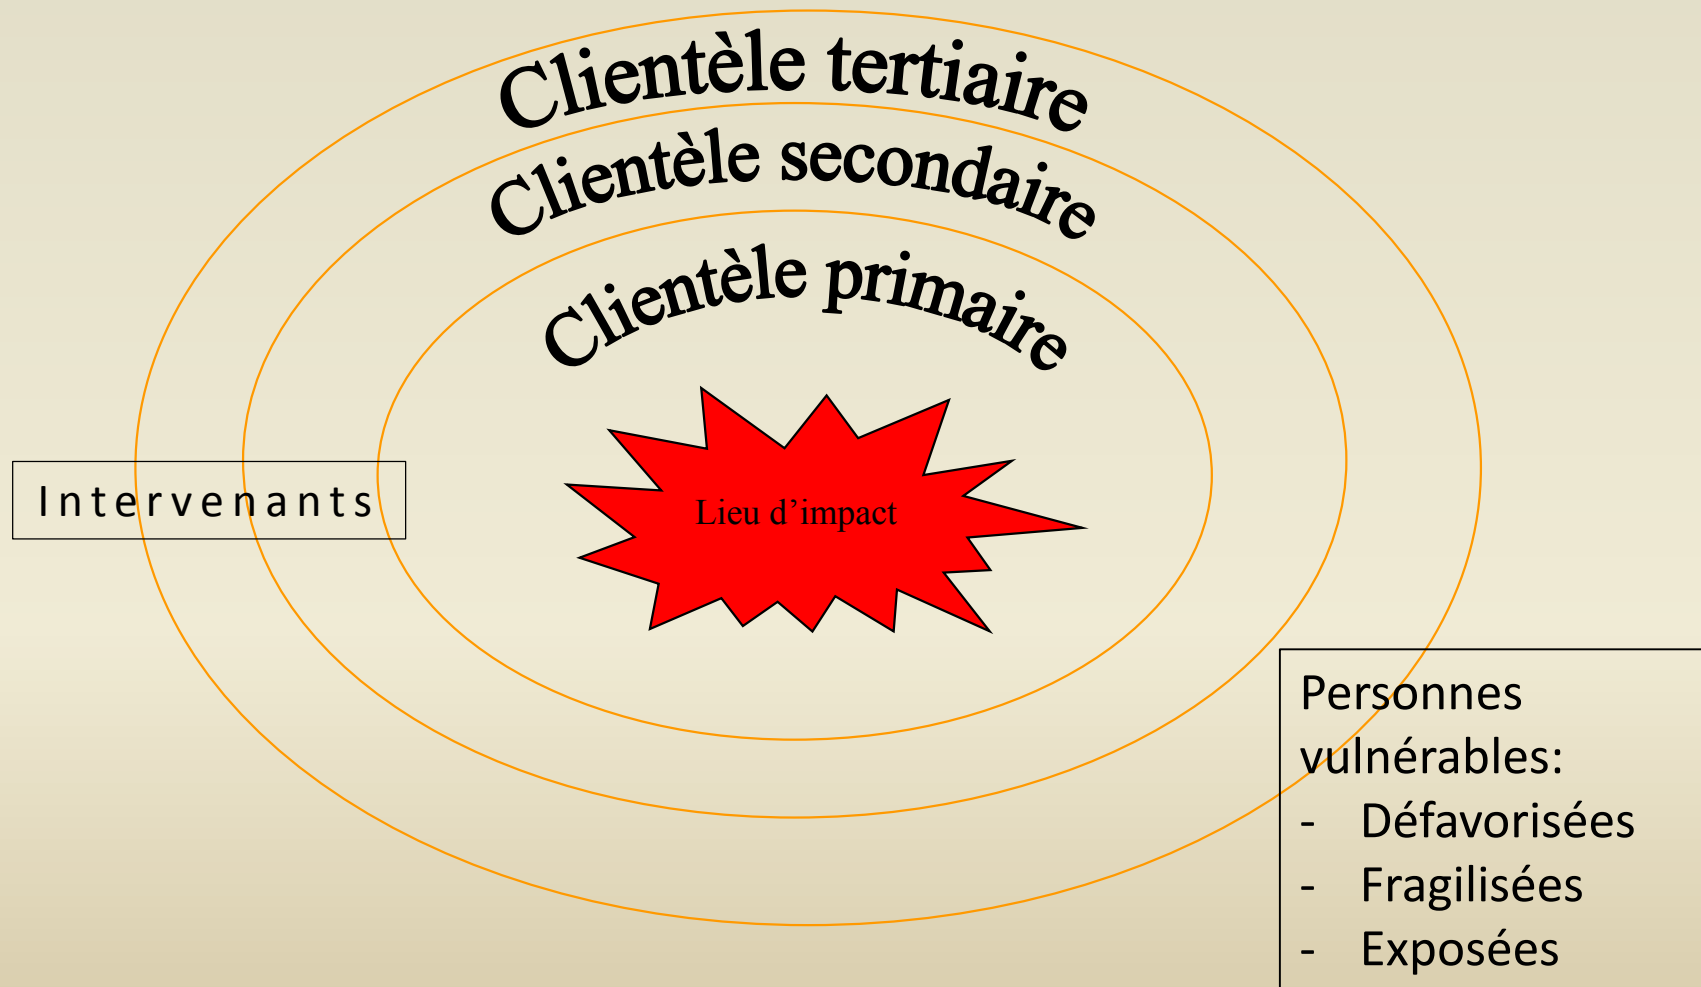 Clientèle tertiaire
Clientèle secondaire
Clientèle primaire
Intervenants
Lieu d’impact
Personnes
vulnérables:
- Défavorisées
- Fragilisées
- Exposées